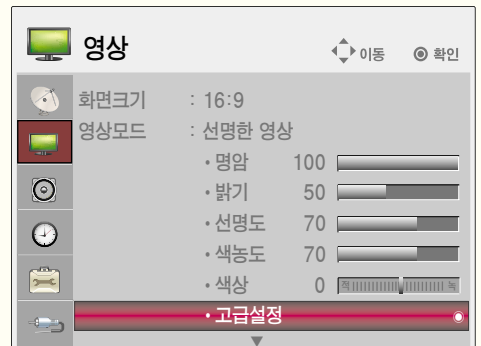 영상 이동 확인
화면크기 : 16:9
영상모드 : 선명한 영상
• 명암 100
• 밝기 50
• 선명도 70
• 색농도 70
• 색상 0 적 녹
• 고급설정